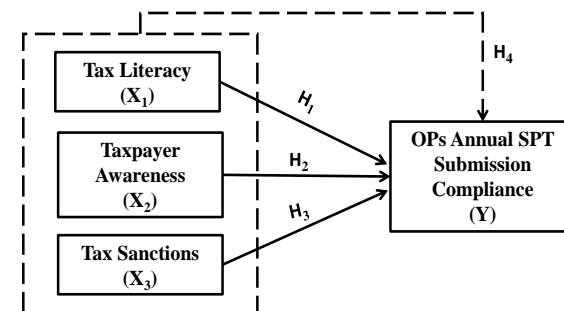 Tax Literacy
(X₁)
Taxpayer
Awareness
(X₂)
Tax Sanctions
(X₃)
H₁
H₂
H₃
H₄
OPs Annual SPT
Submission
Compliance
(Y)